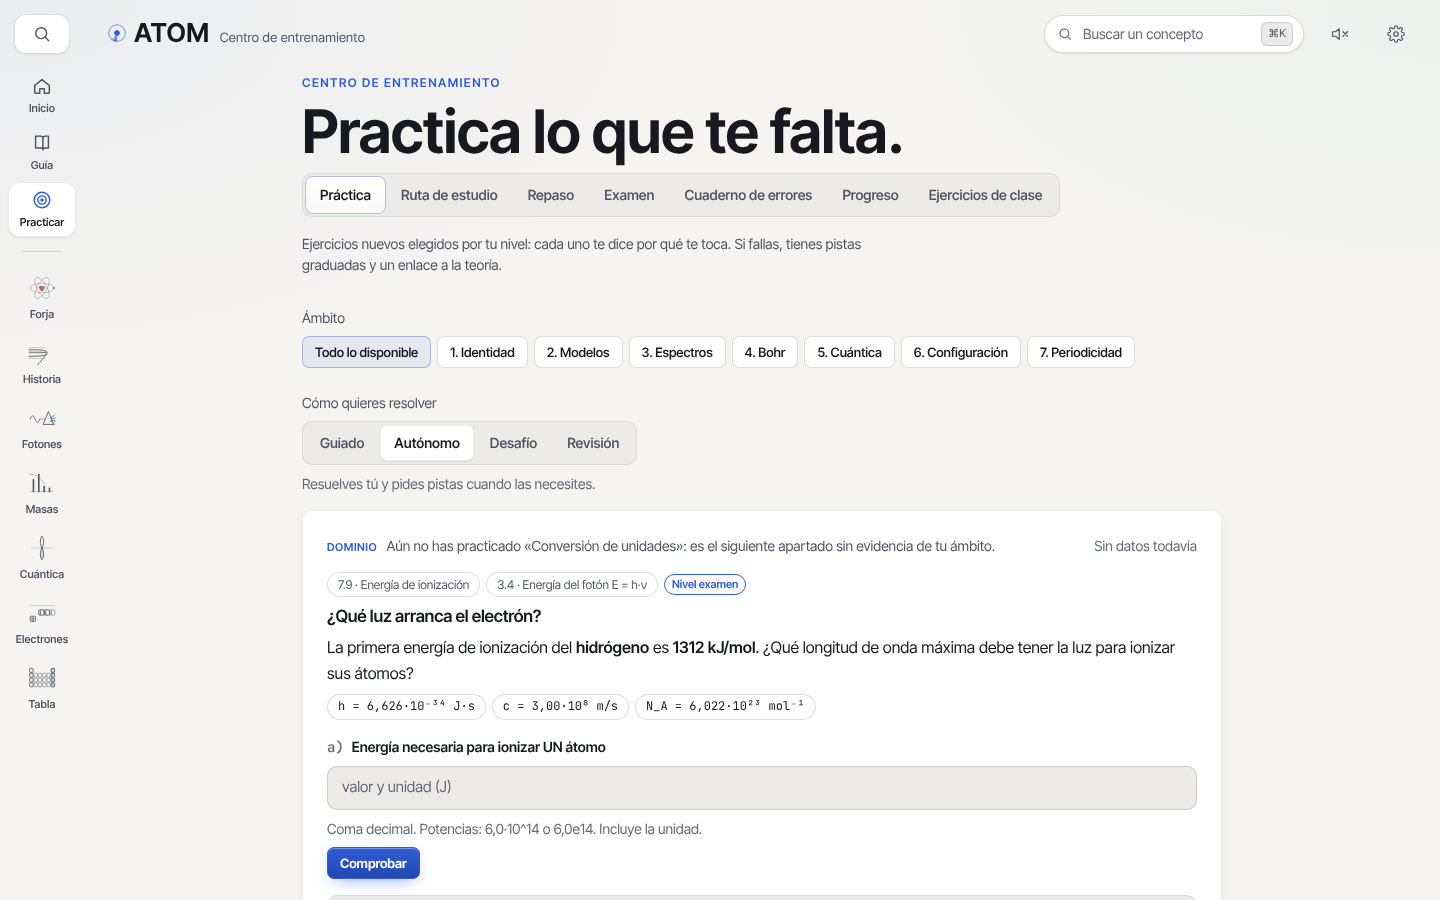 ATOM Centro de entrenamiento
Buscar un concepto ⌘K
Inicio
Guía
Practicar
Forja
Historia
Fotones
Masas
Cuántica
Electrones
Tabla
CENTRO DE ENTRENAMIENTO
Practica lo que te falta.
Práctica Ruta de estudio Repaso Examen Cuaderno de errores Progreso Ejercicios de clase
Ejercicios nuevos elegidos por tu nivel: cada uno te dice por qué te toca. Si fallas, tienes pistas
graduadas y un enlace a la teoría.
Ámbito
Todo lo disponible 1. Identidad 2. Modelos 3. Espectros 4. Bohr 5. Cuántica 6. Configuración 7. Periodicidad
Cómo quieres resolver
Guiado Autónomo Desafío Revisión
Resuelves tú y pides pistas cuando las necesites.
DOMINIO Aún no has practicado «Conversión de unidades»: es el siguiente apartado sin evidencia de tu ámbito. Sin datos todavía
7.9 · Energía de ionización 3.4 · Energía del fotón E = h·ν Nivel examen
¿Qué luz arranca el electrón?
La primera energía de ionización del hidrógeno es 1312 kJ/mol. ¿Qué longitud de onda máxima debe tener la luz para ionizar
sus átomos?
h = 6,626·10⁻³⁴ J·s c = 3,00·10⁸ m/s N_A = 6,022·10²³ mol⁻¹
a) Energía necesaria para ionizar UN átomo
valor y unidad (J)
Coma decimal. Potencias: 6,0·10^14 o 6,0e14. Incluye la unidad.
Comprobar